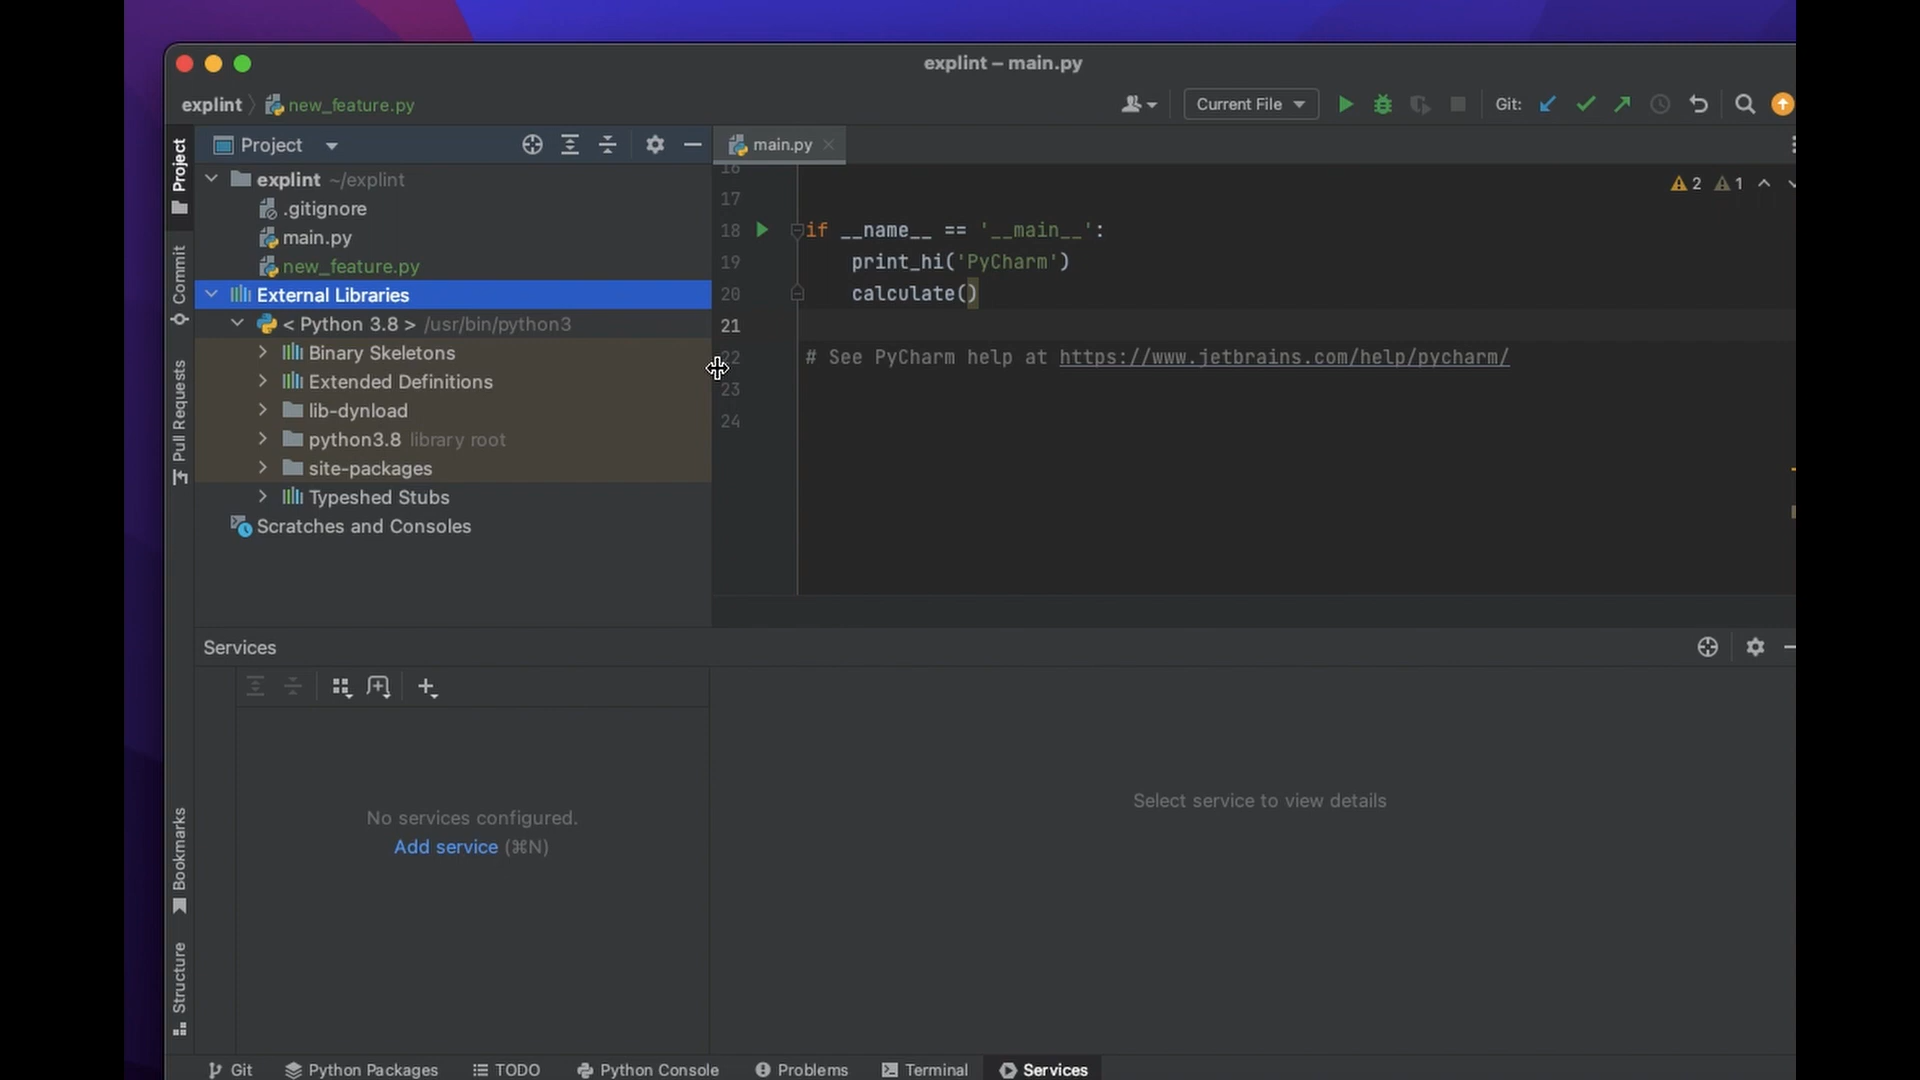 explint – main.py
explint
new_feature.py
Current File
Git:
Project
main.py
explint ~/explint
.gitignore
main.py
new_feature.py
External Libraries
< Python 3.8 > /usr/bin/python3
Binary Skeletons
Extended Definitions
lib-dynload
python3.8 library root
site-packages
Typeshed Stubs
Scratches and Consoles
Project
Commit
Pull Requests
Bookmarks
Structure
2 1
16
17
18 if __name__ == '__main__':
19 print_hi('PyCharm')
20 calculate()
21
22 # See PyCharm help at https://www.jetbrains.com/help/pycharm/
23
24
Services
No services configured.
Add service (⌘N)
Select service to view details
Git
Python Packages
TODO
Python Console
Problems
Terminal
Services